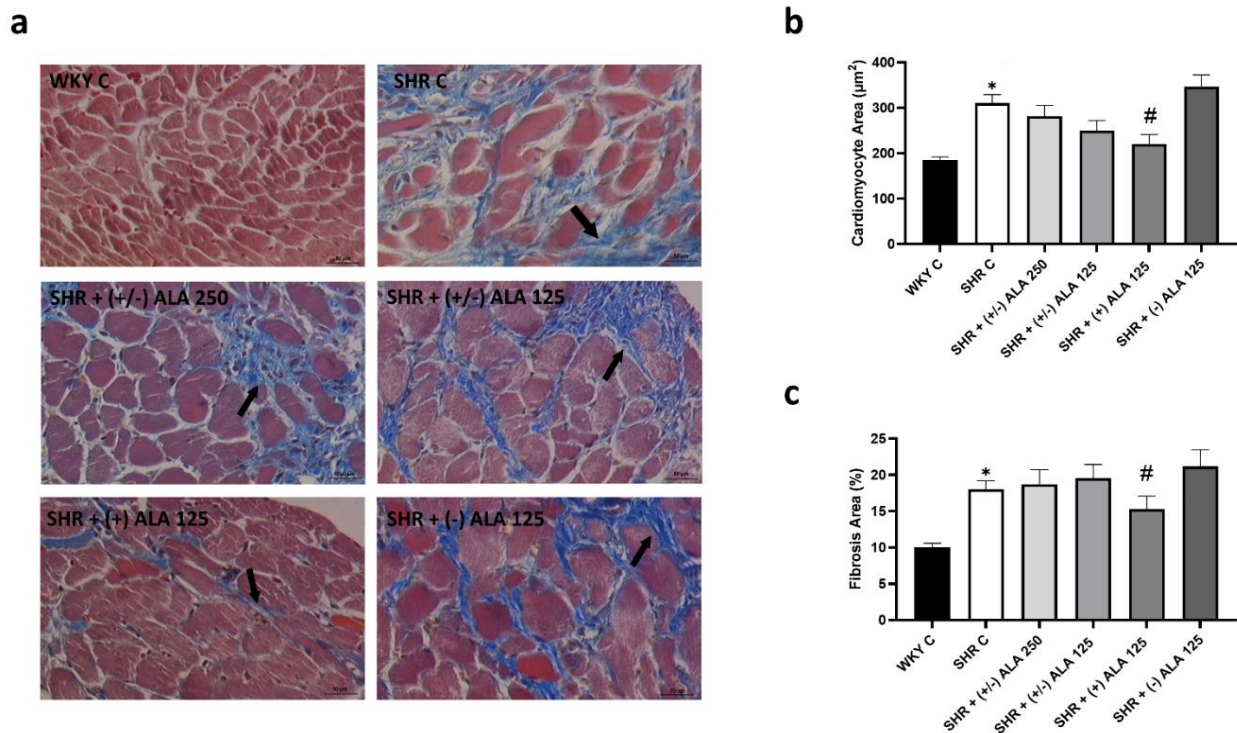 a
WKY C
SHR C
SHR + (+/-) ALA 250
SHR + (+/-) ALA 125
SHR + (+) ALA 125
SHR + (-) ALA 125
b
Cardiomyocyte Area (µm²)
400
300
200
100
0
*
#
WKY C
SHR C
SHR + (+/-) ALA 250
SHR + (+/-) ALA 125
SHR + (+) ALA 125
SHR + (-) ALA 125
c
Fibrosis Area (%)
25
20
15
10
5
0
*
#
WKY C
SHR C
SHR + (+/-) ALA 250
SHR + (+/-) ALA 125
SHR + (+) ALA 125
SHR + (-) ALA 125